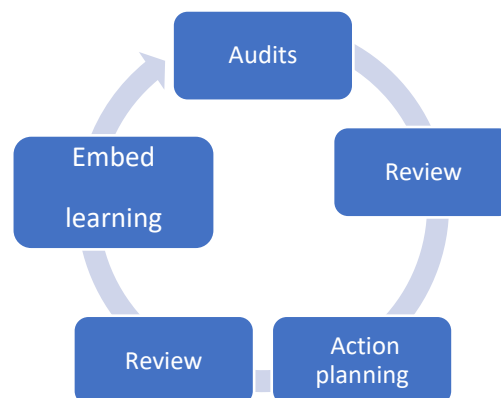 Audits
Review
Action
planning
Review
Embed
learning